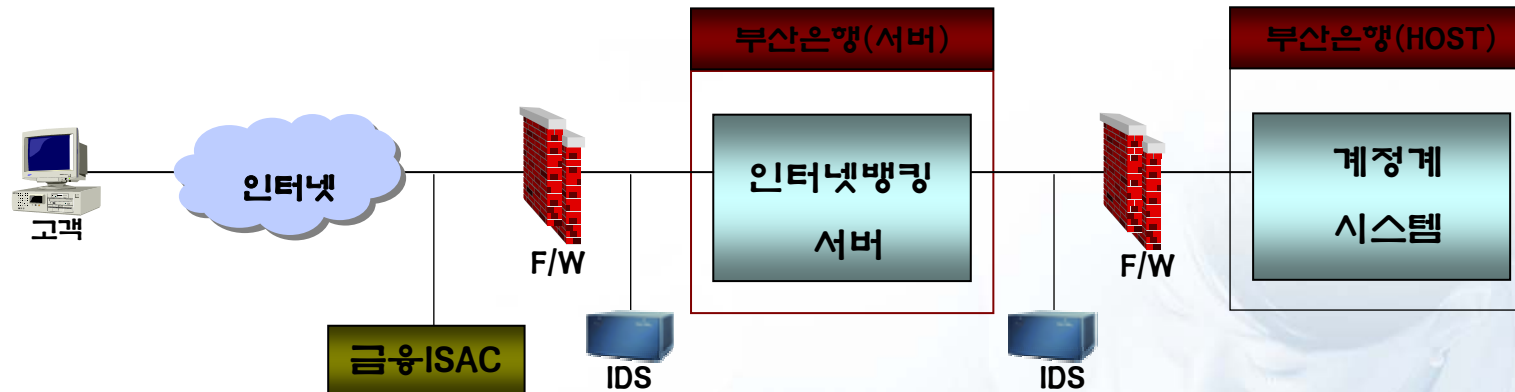 부산은행(서버)
부산은행(HOST)
고객
인터넷
F/W
인터넷뱅킹
서버
F/W
계정계
시스템
금융ISAC
IDS
IDS